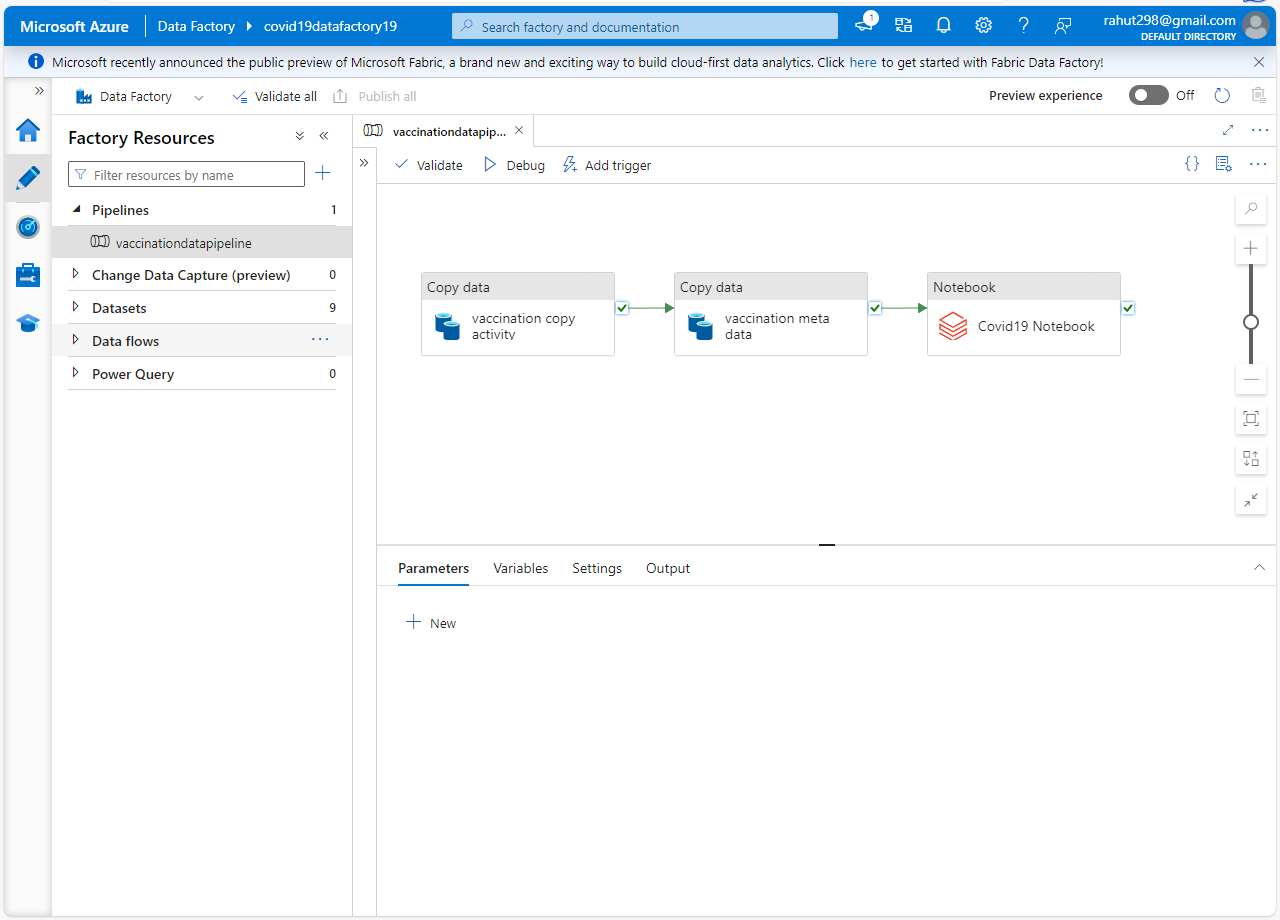 Microsoft Azure Data Factory covid19datafactory19 Search factory and documentation 1 rahut298@gmail.com
DEFAULT DIRECTORY
Microsoft recently announced the public preview of Microsoft Fabric, a brand new and exciting way to build cloud-first data analytics. Click here to get started with Fabric Data Factory!
Data Factory Validate all Publish all Preview experience Off
Factory Resources
Filter resources by name
Pipelines 1
vaccinationdatapipeline
Change Data Capture (preview) 0
Datasets 9
Data flows
Power Query 0
vaccinationdatapip...
Validate Debug Add trigger
Copy data
vaccination copy
activity
Copy data
vaccination meta
data
Notebook
Covid19 Notebook
Parameters Variables Settings Output
New